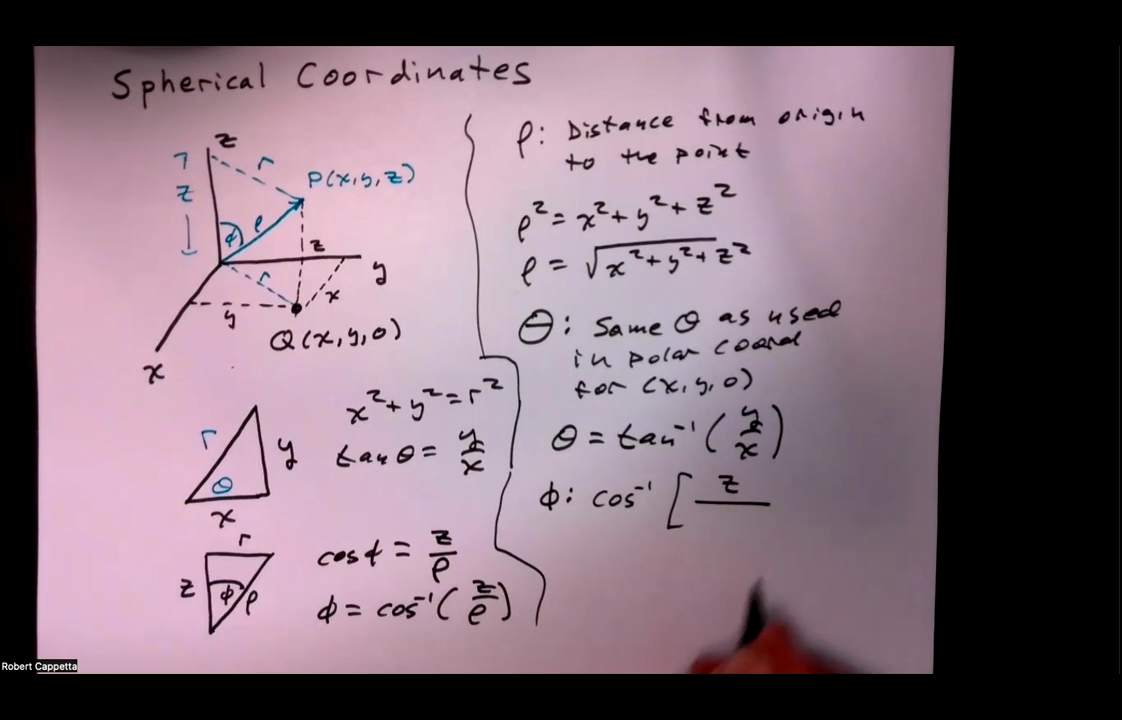 Spherical Coordinates
z
7
z
r
P(x,y,z)
φ
ρ
z
y
r
x
y
Q(x,y,0)
x
x²+y²=r²
r
y
tan θ = y/x
θ
x
r
z
φ
ρ
cos φ = z/ρ
φ = cos⁻¹(z/ρ)
ρ: Distance from origin
to the point
ρ² = x²+y²+z²
ρ = √x²+y²+z²
θ: Same θ as used
in polar coord
for (x,y,0)
θ = tan⁻¹(y/x)
φ: cos⁻¹[z/
Robert Cappetta